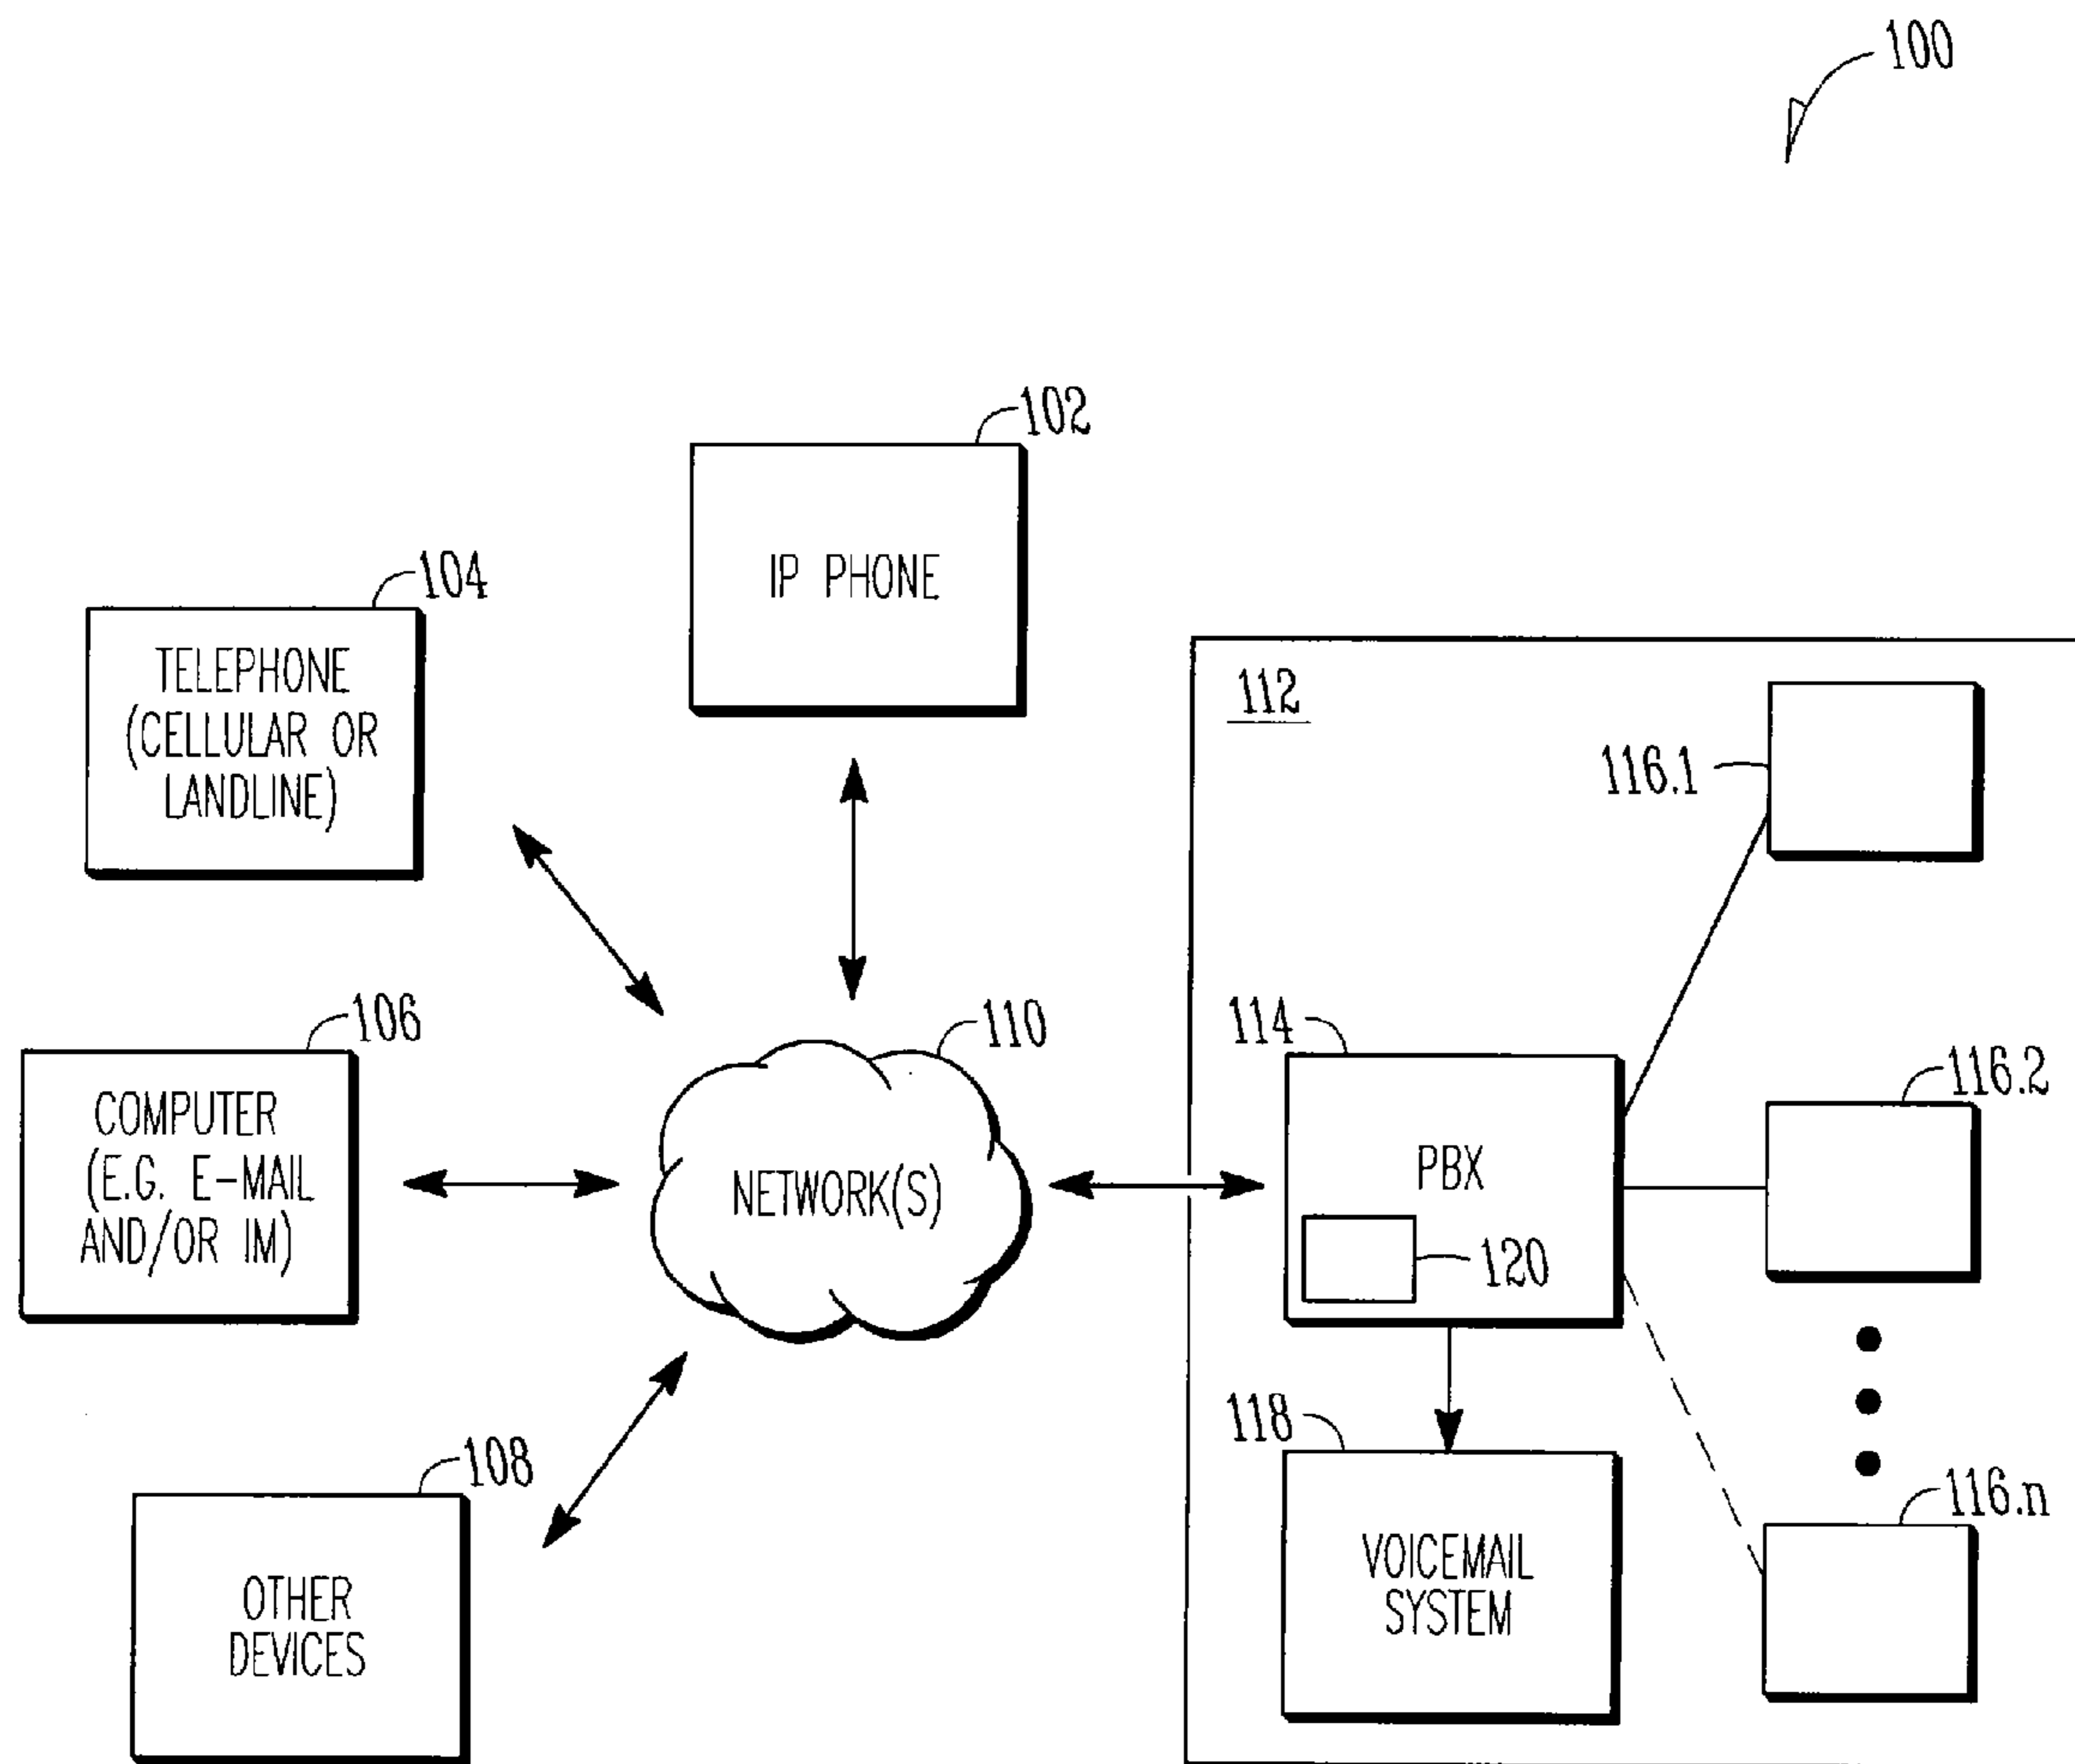 100
102
IP PHONE
104
TELEPHONE
(CELLULAR OR
LANDLINE)
112
116.1
106
COMPUTER
(E.G. E-MAIL
AND/OR IM)
110
NETWORK(S)
114
PBX
120
116.2
108
OTHER
DEVICES
118
VOICEMAIL
SYSTEM
116.n